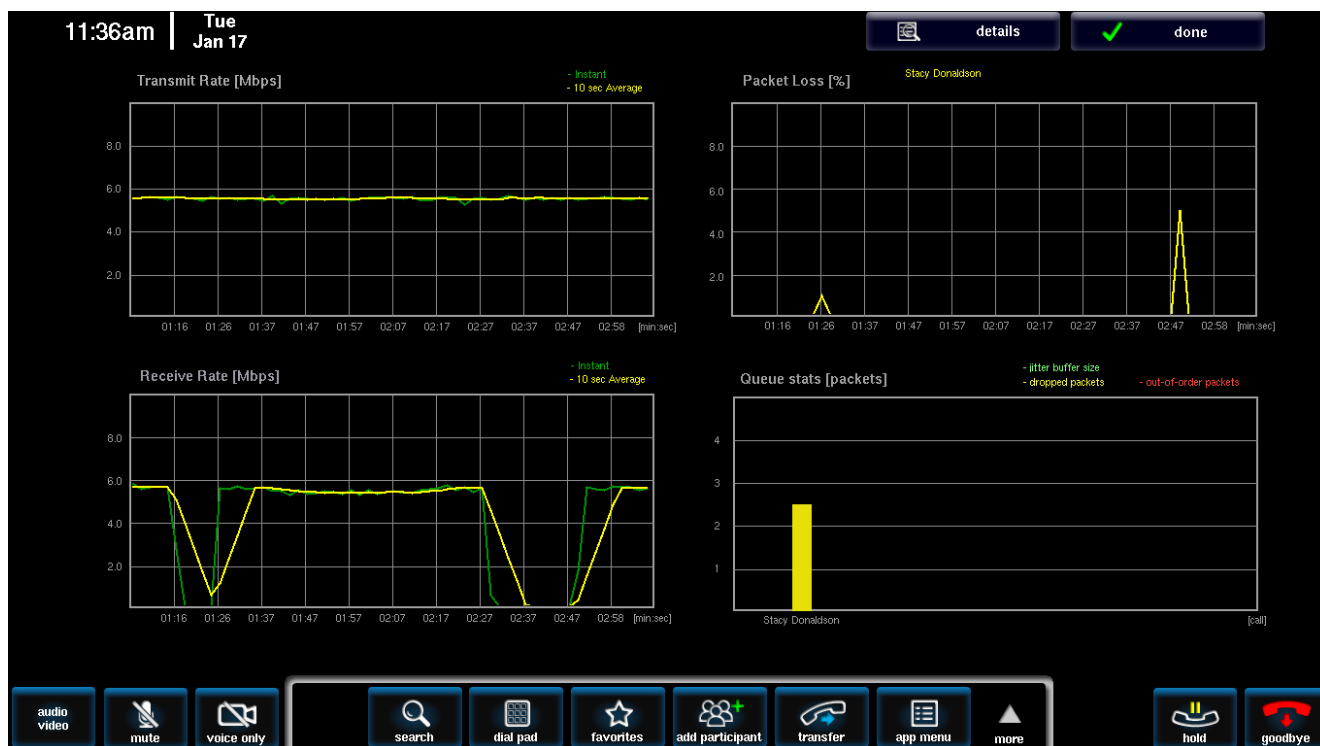 11:36am
Tue
Jan 17
details
done
Transmit Rate [Mbps]
- Instant
- 10 sec Average
8.0
6.0
4.0
2.0
01:16 01:26 01:37 01:47 01:57 02:07 02:17 02:27 02:37 02:47 02:58 [min:sec]
Packet Loss [%]
Stacy Donaldson
8.0
6.0
4.0
2.0
01:16 01:26 01:37 01:47 01:57 02:07 02:17 02:27 02:37 02:47 02:58 [min:sec]
Receive Rate [Mbps]
- Instant
- 10 sec Average
8.0
6.0
4.0
2.0
01:16 01:26 01:37 01:47 01:57 02:07 02:17 02:27 02:37 02:47 02:58 [min:sec]
Queue stats [packets]
- jitter buffer size
- dropped packets
- out-of-order packets
4
3
2
1
Stacy Donaldson
[call]
audio
video
mute
voice only
search
dial pad
favorites
add participant
transfer
app menu
more
hold
goodbye